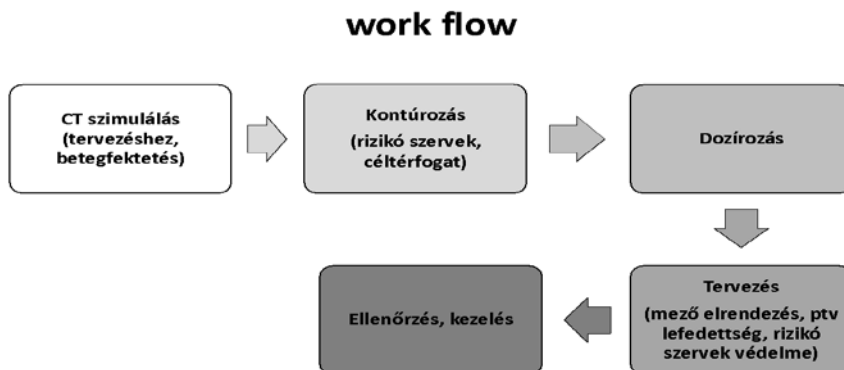 work flow
CT szimulálás
(tervezéshez,
betegfektetés)
Kontúrozás
(rizikó szervek,
céltérfogat)
Dozírozás
Tervezés
(mező elrendezés, ptv
lefedettség, rizikó
szervek védelme)
Ellenőrzés, kezelés